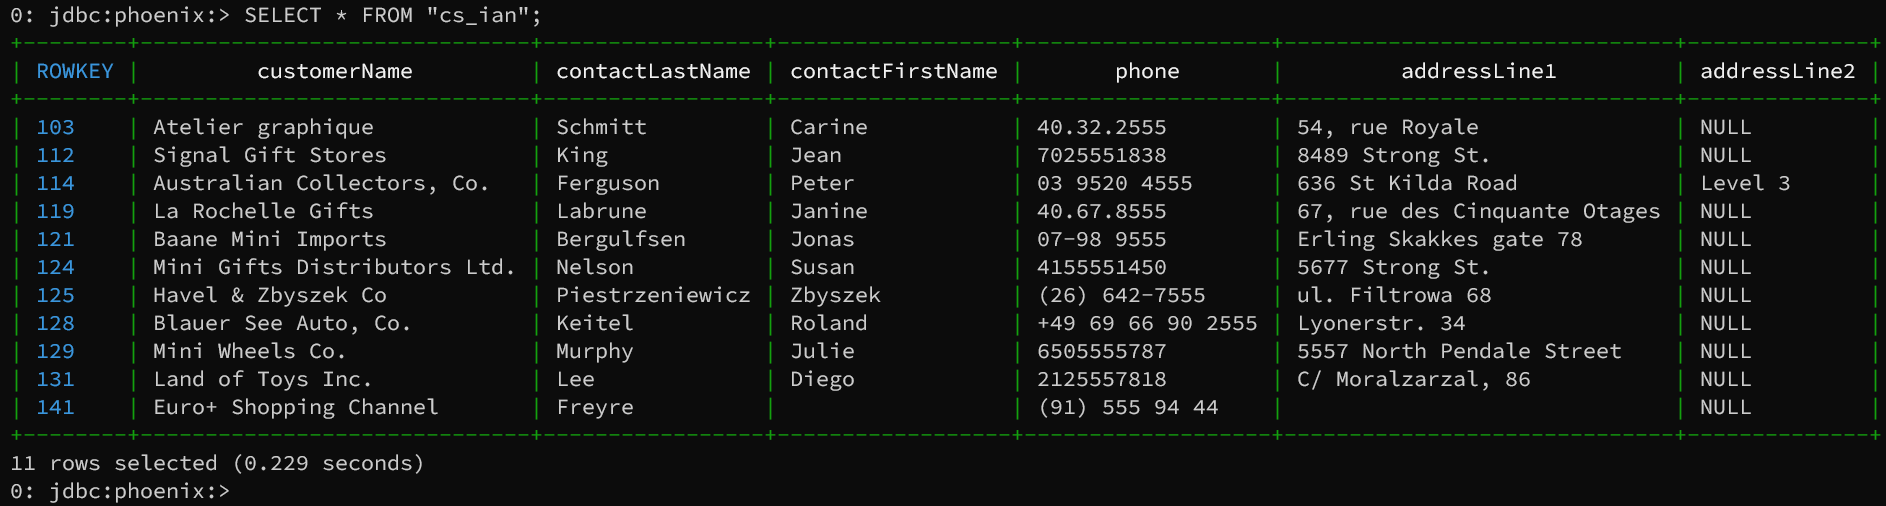 0: jdbc:phoenix:> SELECT * FROM "cs_ian";
+--------+------------------------------+-----------------+------------------+-------------------+------------------------------+--------------+
| ROWKEY | customerName | contactLastName | contactFirstName | phone | addressLine1 | addressLine2 |
+--------+------------------------------+-----------------+------------------+-------------------+------------------------------+--------------+
| 103 | Atelier graphique | Schmitt | Carine | 40.32.2555 | 54, rue Royale | NULL |
| 112 | Signal Gift Stores | King | Jean | 7025551838 | 8489 Strong St. | NULL |
| 114 | Australian Collectors, Co. | Ferguson | Peter | 03 9520 4555 | 636 St Kilda Road | Level 3 |
| 119 | La Rochelle Gifts | Labrune | Janine | 40.67.8555 | 67, rue des Cinquante Otages | NULL |
| 121 | Baane Mini Imports | Bergulfsen | Jonas | 07-98 9555 | Erling Skakkes gate 78 | NULL |
| 124 | Mini Gifts Distributors Ltd. | Nelson | Susan | 4155551450 | 5677 Strong St. | NULL |
| 125 | Havel & Zbyszek Co | Piestrzeniewicz | Zbyszek | (26) 642-7555 | ul. Filtrowa 68 | NULL |
| 128 | Blauer See Auto, Co. | Keitel | Roland | +49 69 66 90 2555 | Lyonerstr. 34 | NULL |
| 129 | Mini Wheels Co. | Murphy | Julie | 6505555787 | 5557 North Pendale Street | NULL |
| 131 | Land of Toys Inc. | Lee | Diego | 2125557818 | C/ Moralzarzal, 86 | NULL |
| 141 | Euro+ Shopping Channel | Freyre | | (91) 555 94 44 | | NULL |
+--------+------------------------------+-----------------+------------------+-------------------+------------------------------+--------------+
11 rows selected (0.229 seconds)
0: jdbc:phoenix:>